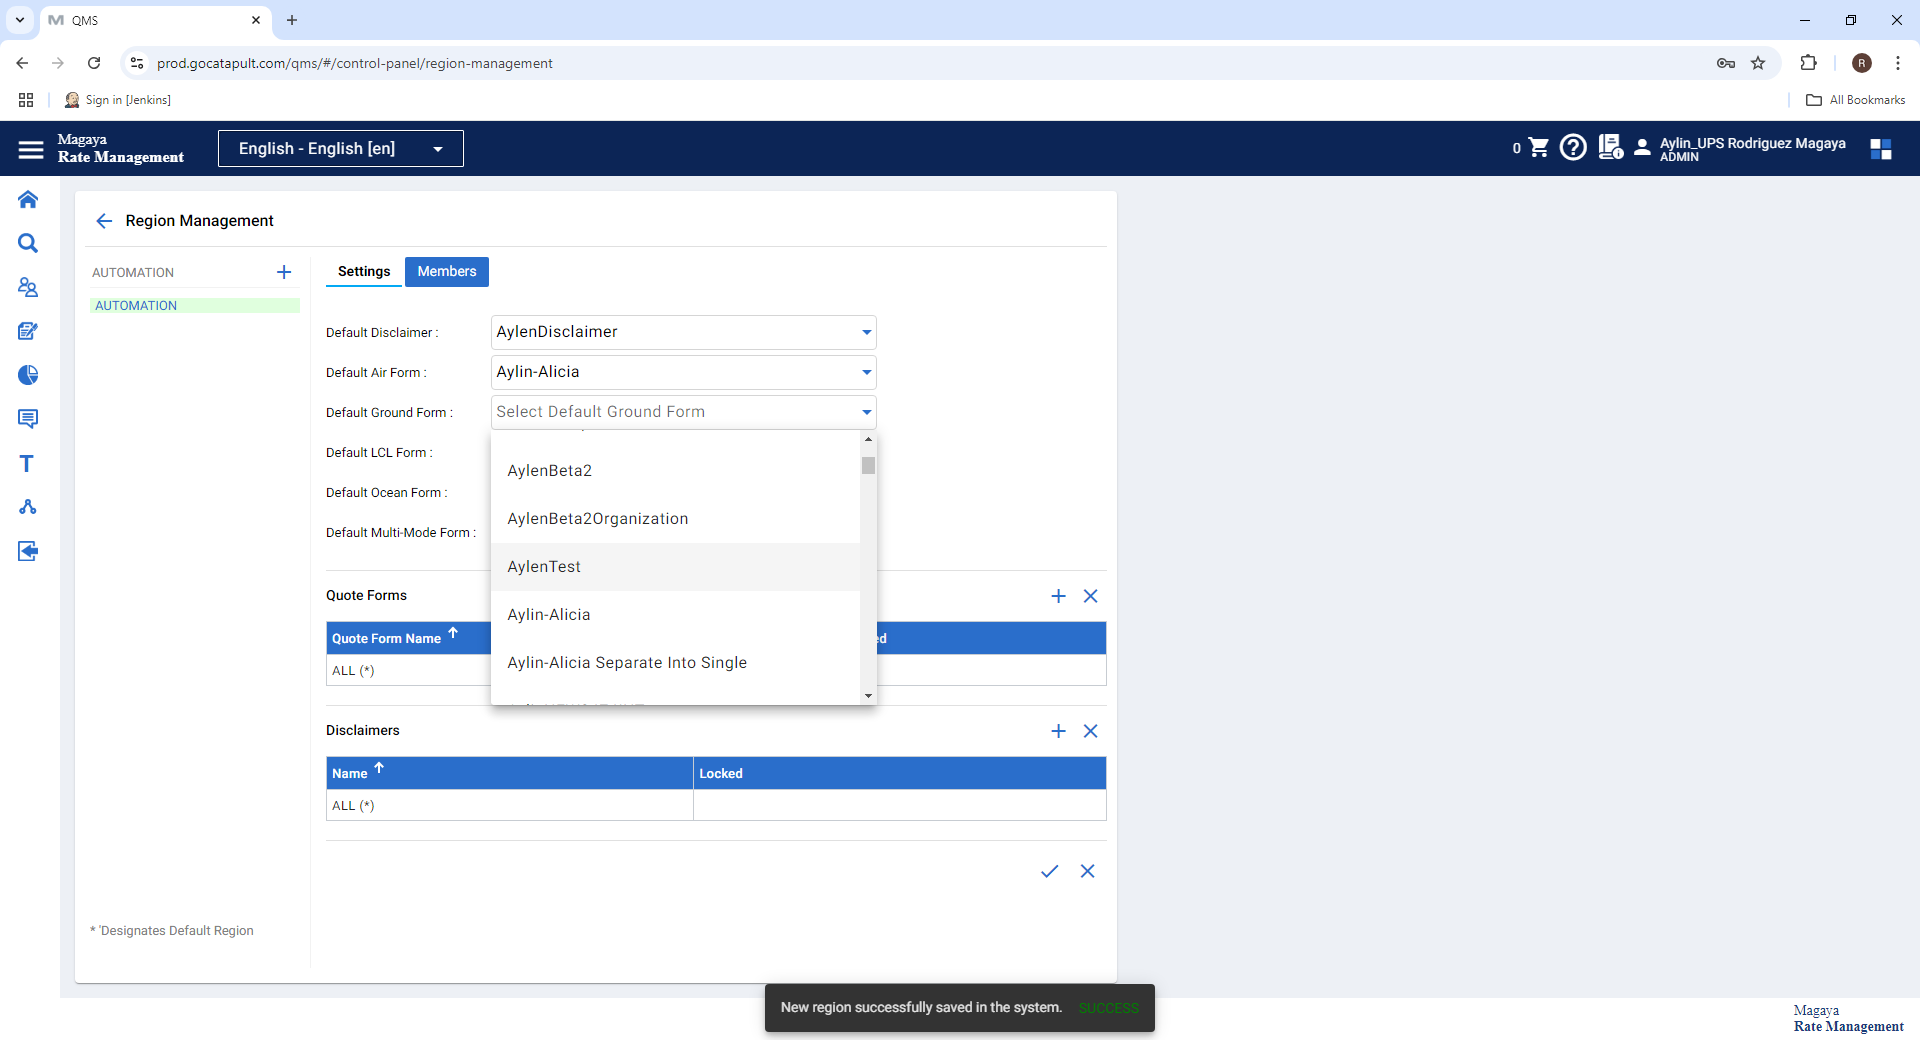 QMS
prod.gocatapult.com/qms/#/control-panel/region-management
R
Sign in [Jenkins]
All Bookmarks
Magaya
Rate Management
English - English [en]
0
Aylin_UPS Rodriguez Magaya
ADMIN
Region Management
AUTOMATION
AUTOMATION
* 'Designates Default Region
Settings
Members
Default Disclaimer :
AylenDisclaimer
Default Air Form :
Aylin-Alicia
Default Ground Form :
Select Default Ground Form
Default LCL Form :
Default Ocean Form :
Default Multi-Mode Form :
AylenBeta2
AylenBeta2Organization
AylenTest
Aylin-Alicia
Aylin-Alicia Separate Into Single
Quote Forms
Quote Form Name
ed
ALL (*)
Disclaimers
Name
Locked
ALL (*)
New region successfully saved in the system.
SUCCESS
Magaya
Rate Management